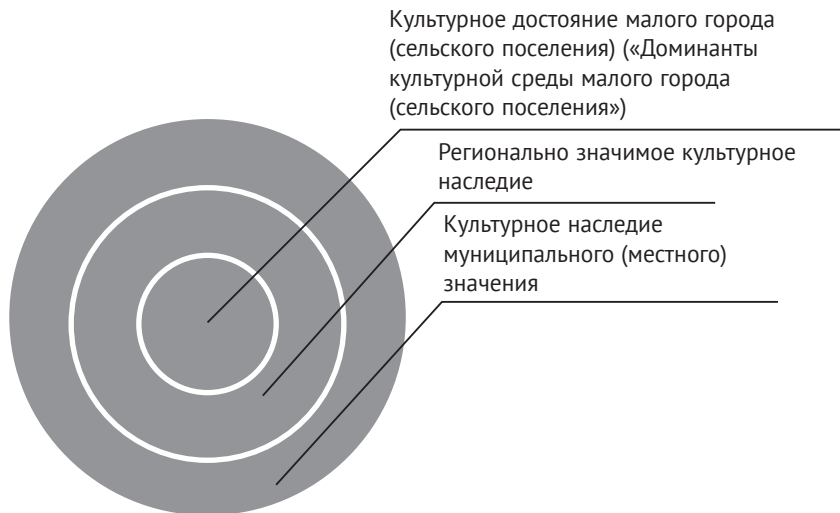 Культурное достояние малого города
(сельского поселения) («Доминанты
культурной среды малого города
(сельского поселения»)
Регионально значимое культурное
наследие
Культурное наследие
муниципального (местного)
значения